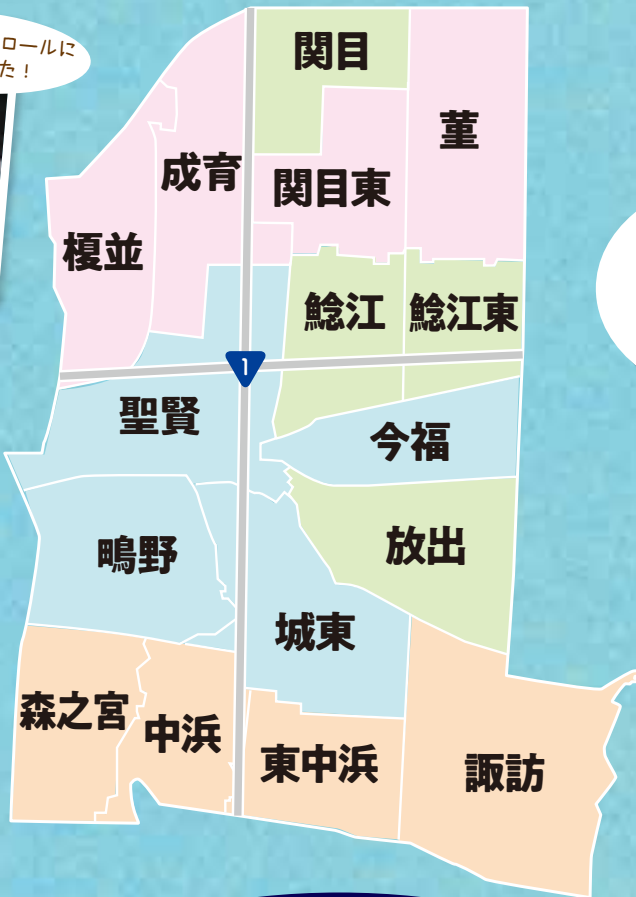 ロールに
た！
関目
菫
成育
関目東
榎並
鯰江
鯰江東
1
聖賢
今福
鴫野
放出
城東
森之宮
中浜
東中浜
諏訪